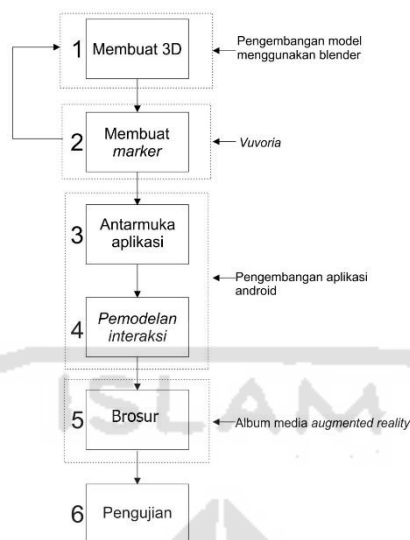 1 Membuat 3D
Pengembangan model
menggunakan blender
2 Membuat
marker
Vuvoria
3 Antarmuka
aplikasi
Pengembangan aplikasi
android
4 Pemodelan
interaksi
ISLAM
5 Brosur
Album media augmented reality
6 Pengujian